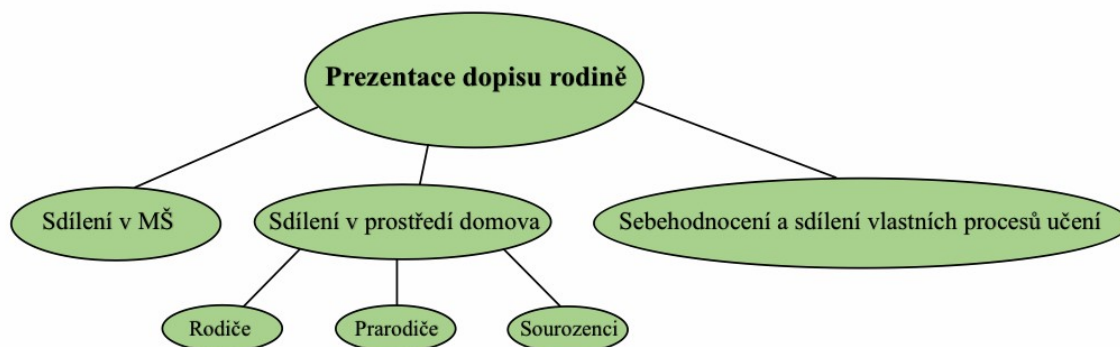 Prezentace dopisu rodině
Sdílení v MŠ
Sdílení v prostředí domova
Sebehodnocení a sdílení vlastních procesů učení
Rodiče
Prarodiče
Sourozenci